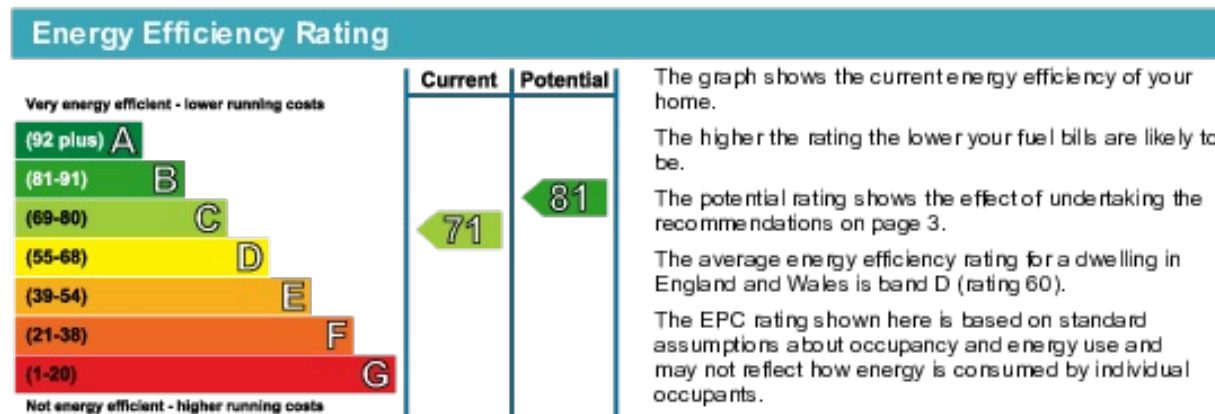 Energy Efficiency Rating
Current
Potential
Very energy efficient - lower running costs
(92 plus) A
(81-91) B
(69-80) C
(55-68) D
(39-54) E
(21-38) F
(1-20) G
Not energy efficient - higher running costs
71
81
The graph shows the current energy efficiency of your
home.
The higher the rating the lower your fuel bills are likely to
be.
The potential rating shows the effect of undertaking the
recommendations on page 3.
The average energy efficiency rating for a dwelling in
England and Wales is band D (rating 60).
The EPC rating shown here is based on standard
assumptions about occupancy and energy use and
may not reflect how energy is consumed by individual
occupants.